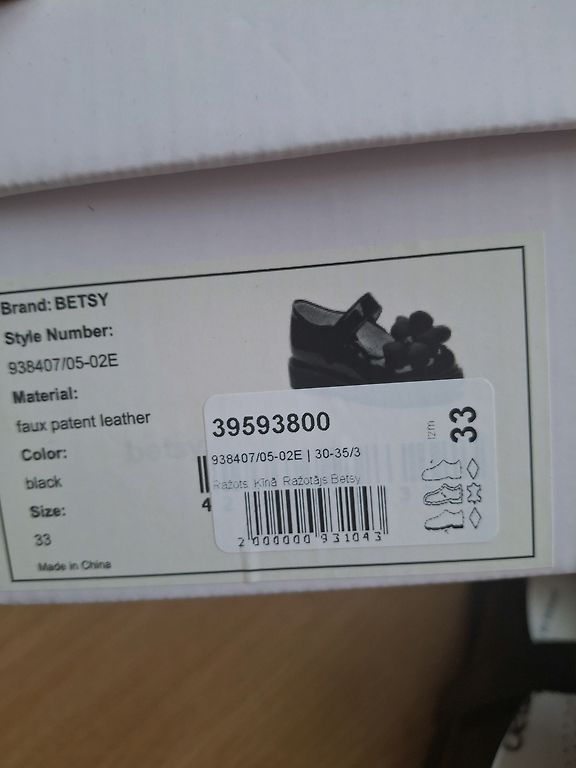 Brand: BETSY
Style Number:
938407/05-02E
Material:
faux patent leather
Color:
black
Size:
33
Made in China
39593800
938407/05-02E | 30-35/3
Ražots Ķīnā Ražotājs Betsy
2 000000 931043
Izm
33
4